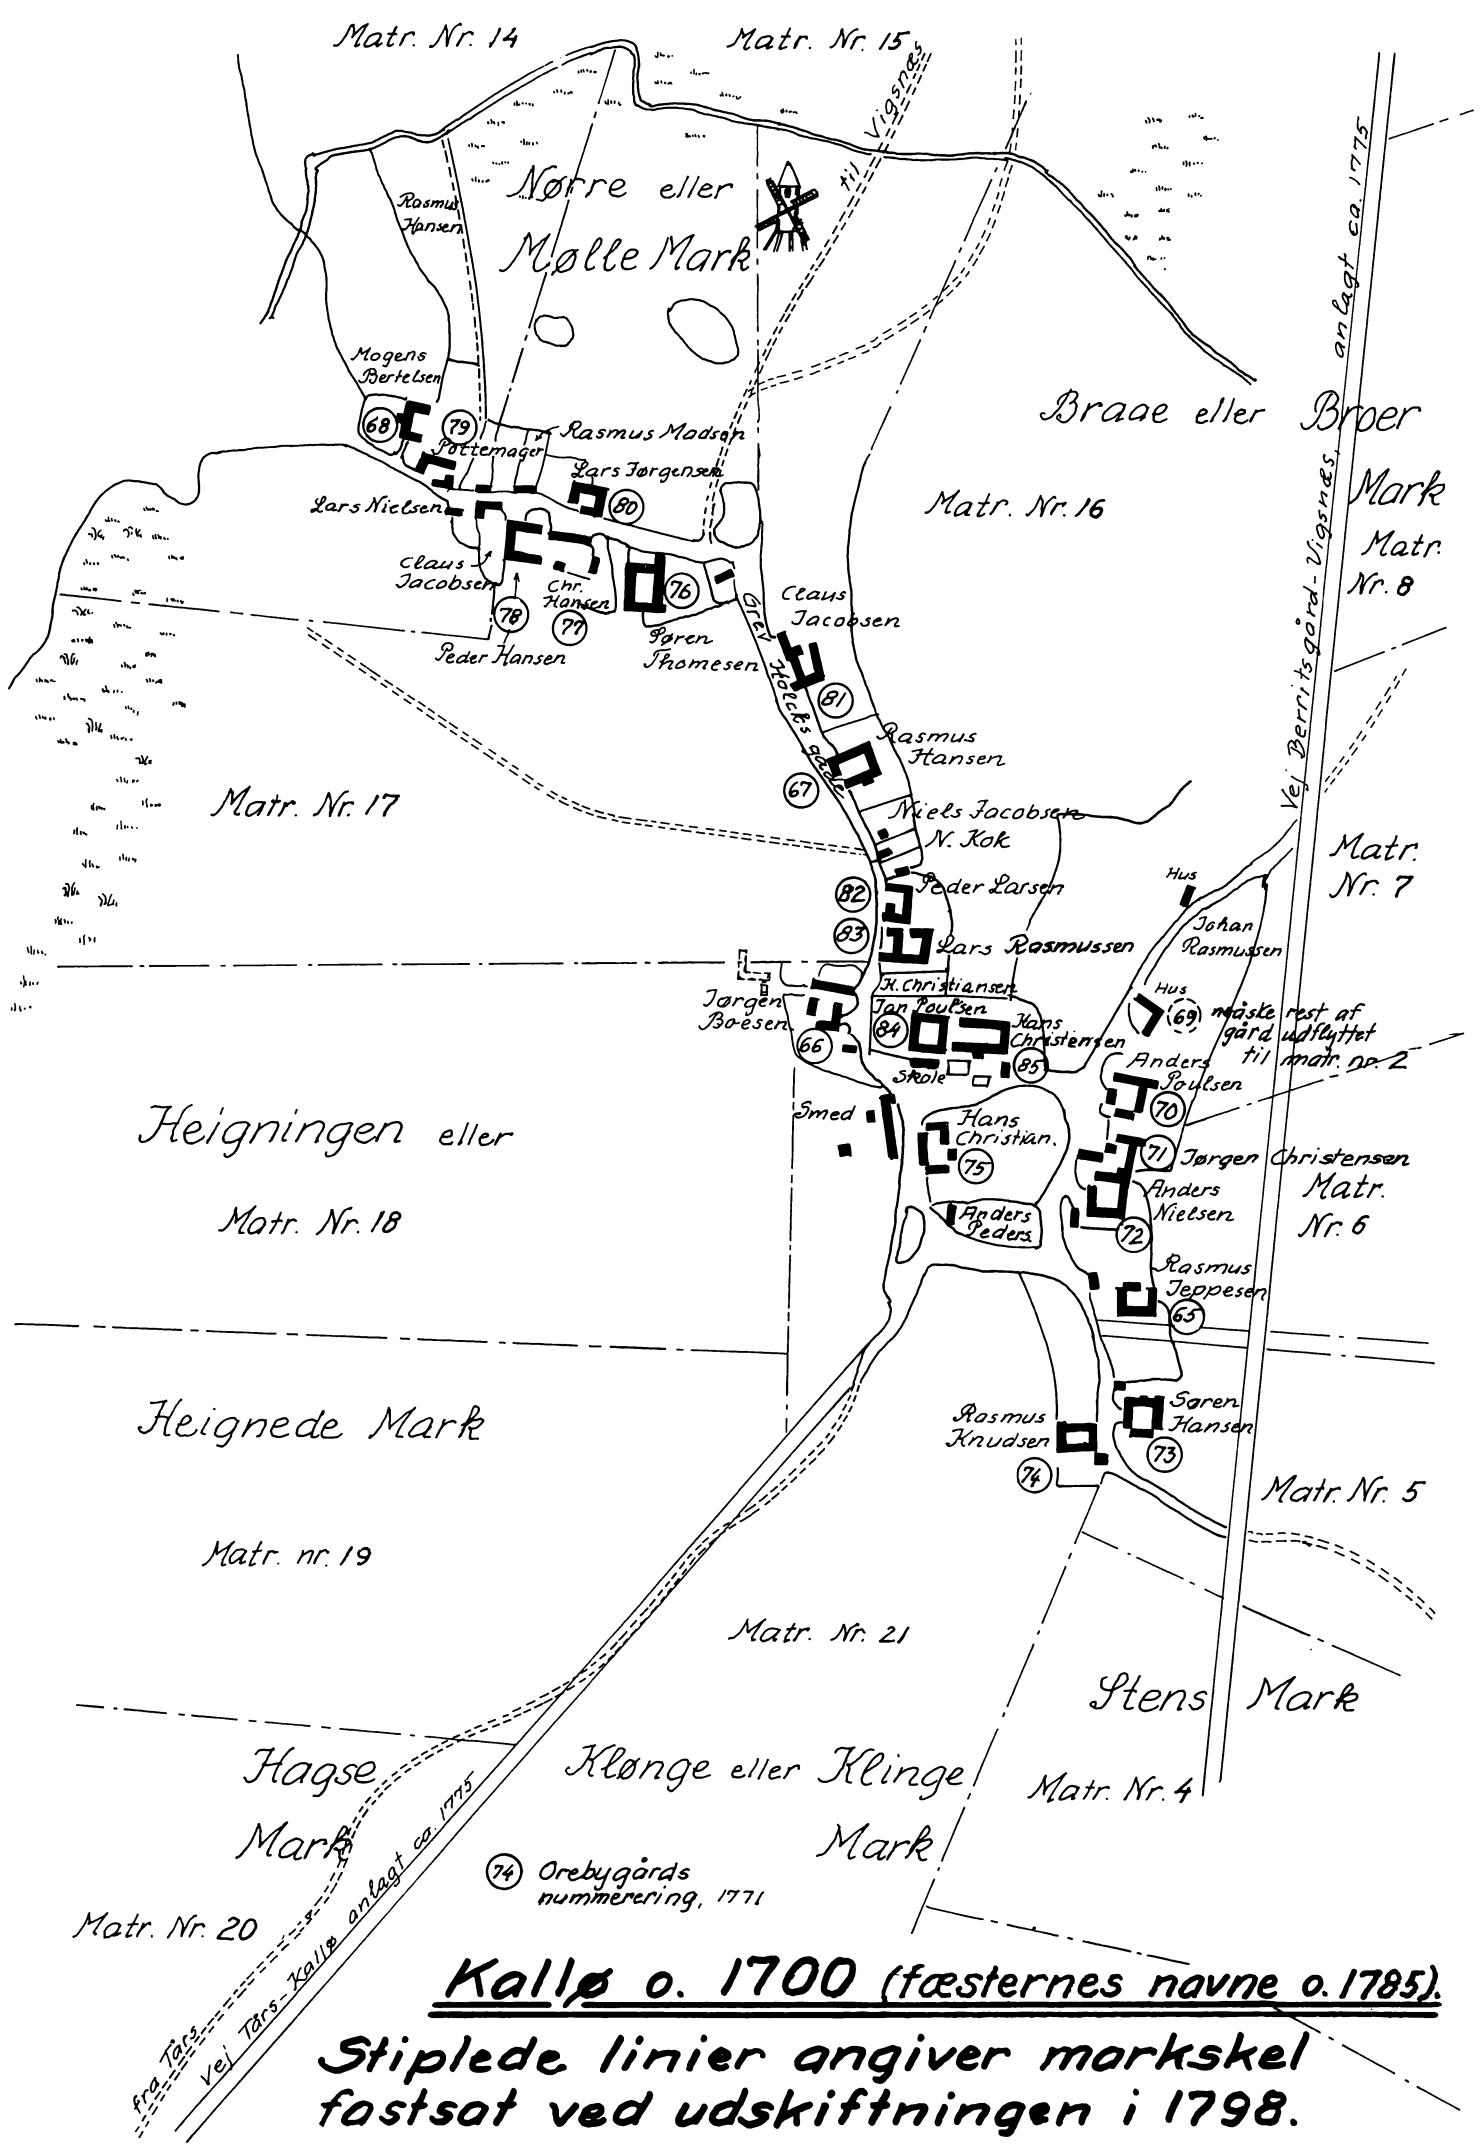 Matr. Nr. 14
Matr. Nr. 15
til Vigsnæs
Nørre eller
Mølle Mark
Rasmus
Hansen
Vej Berritsgård-Vigsnæs, anlagt ca. 1775
Mogens
Bertelsen
68
79
Pottemager
Rasmus Madsen
Lars Jørgensen
80
Lars Nielsen
Braae eller Broer
Mark
Matr. Nr. 16
Matr.
Nr. 8
Claus
Jacobsen
78
Peder Hansen
Chr.
Hansen
77
76
Søren
Thomesen
Grev Holcks gade
Claus
Jacobsen
81
Rasmus
Hansen
67
Matr. Nr. 17
Niels Jacobsen
N. Kok
Matr.
Nr. 7
82
Peder Larsen
83
Lars Rasmussen
Hus
Johan
Rasmussen
H. Christiansen
Jørgen
Boesen
66
Jan Poulsen
84
Hans
Christensen
85
Skole
Hus
69
måske rest af
gård udflyttet
til matr. nr. 2
Anders
Poulsen
70
Smed
Hans
Christian.
75
71
Jørgen Christensen
Heigningen eller
Matr. Nr. 18
Anders
Peders.
Anders
Nielsen
72
Matr.
Nr. 6
Rasmus
Jeppesen
65
Heignede Mark
Rasmus
Knudsen
74
Søren
Hansen
73
Matr. Nr. 5
Matr. nr. 19
Matr. Nr. 21
Stens Mark
Hagse
Mark
Klønge eller Klinge
Mark
Matr. Nr. 4
74 Orebygårds
nummerering, 1771
Matr. Nr. 20
fra Tårs
Vej Tårs-Kallø anlagt ca. 1775
Kallø o. 1700 (fæsternes navne o. 1785).
Stiplede linier angiver markskel
fastsat ved udskiftningen i 1798.